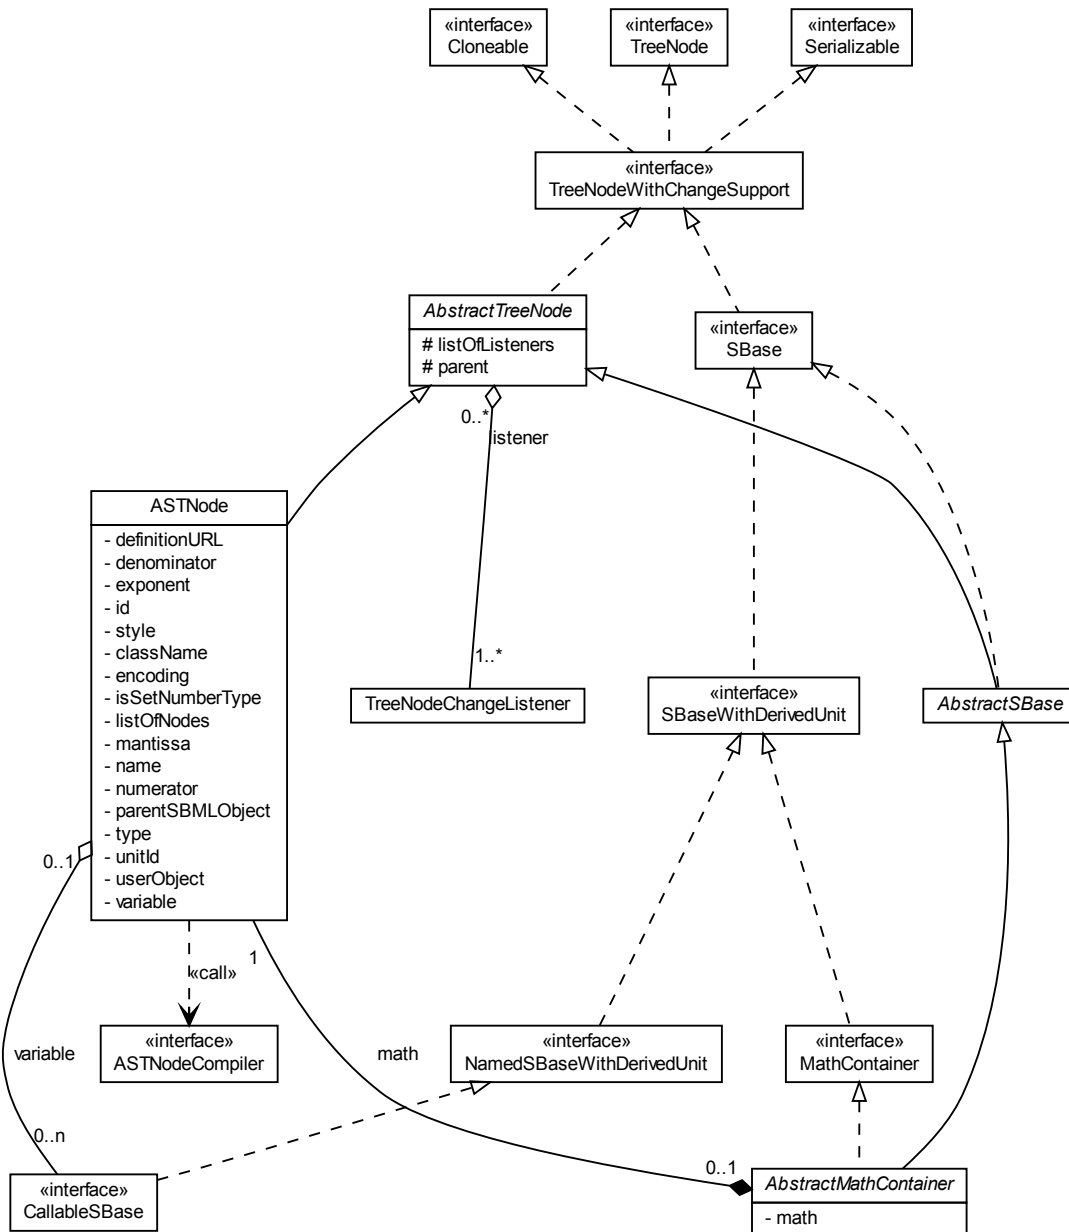 «interface»
Cloneable
«interface»
TreeNode
«interface»
Serializable
«interface»
TreeNodeWithChangeSupport
AbstractTreeNode
# listOfListeners
# parent
«interface»
SBase
0..*
listener
ASTNode
- definitionURL
- denominator
- exponent
- id
- style
- className
- encoding
- isSetNumberType
- listOfNodes
- mantissa
- name
- numerator
- parentSBMLObject
- type
- unitId
- userObject
- variable
1..*
TreeNodeChangeListener
«interface»
SBaseWithDerivedUnit
AbstractSBase
0..1
1
«call»
«interface»
ASTNodeCompiler
variable
math
«interface»
NamedSBaseWithDerivedUnit
«interface»
MathContainer
0..n
0..1
«interface»
CallableSBase
AbstractMathContainer
- math